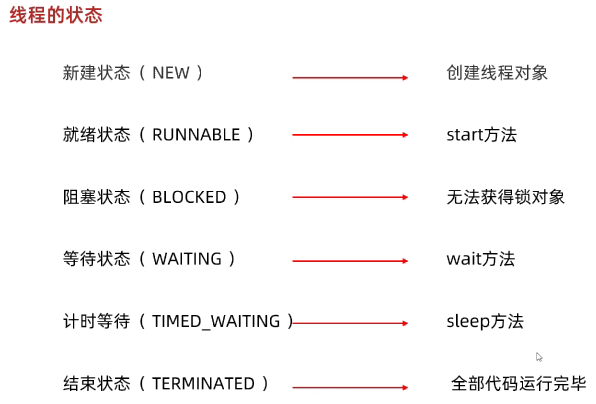 线程的状态
新建状态（ NEW ） 创建线程对象
就绪状态（ RUNNABLE ） start方法
阻塞状态（ BLOCKED ） 无法获得锁对象
等待状态（ WAITING ） wait方法
计时等待（ TIMED_WAITING ） sleep方法
结束状态（ TERMINATED ） 全部代码运行完毕